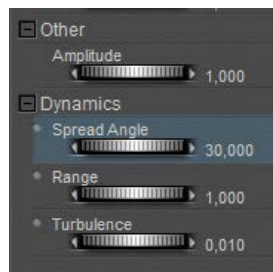 Other
Amplitude
1,000
Dynamics
Spread Angle
30,000
Range
1,000
Turbulence
0,010